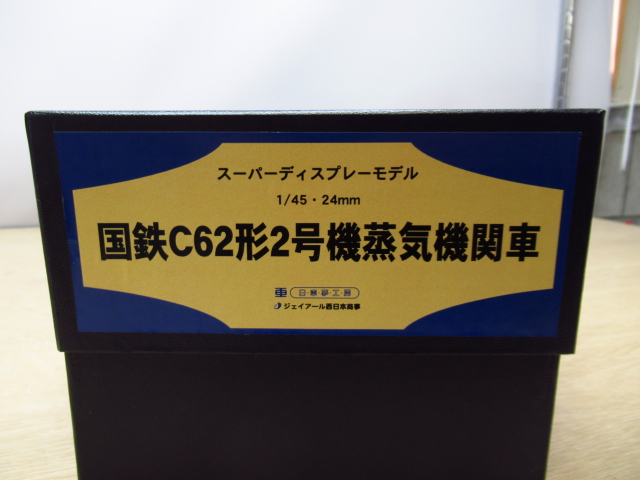 スーパーディスプレーモデル
1/45・24mm
国鉄C62形2号機蒸気機関車
ジェイアール西日本商事